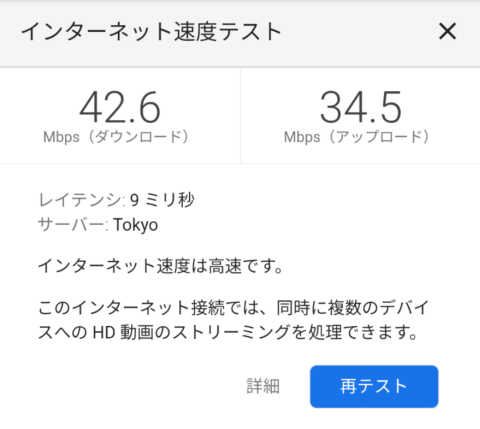 インターネット速度テスト ×
42.6
Mbps（ダウンロード）
34.5
Mbps（アップロード）
レイテンシ: 9 ミリ秒
サーバー: Tokyo
インターネット速度は高速です。
このインターネット接続では、同時に複数のデバイ
スへの HD 動画のストリーミングを処理できます。
詳細
再テスト